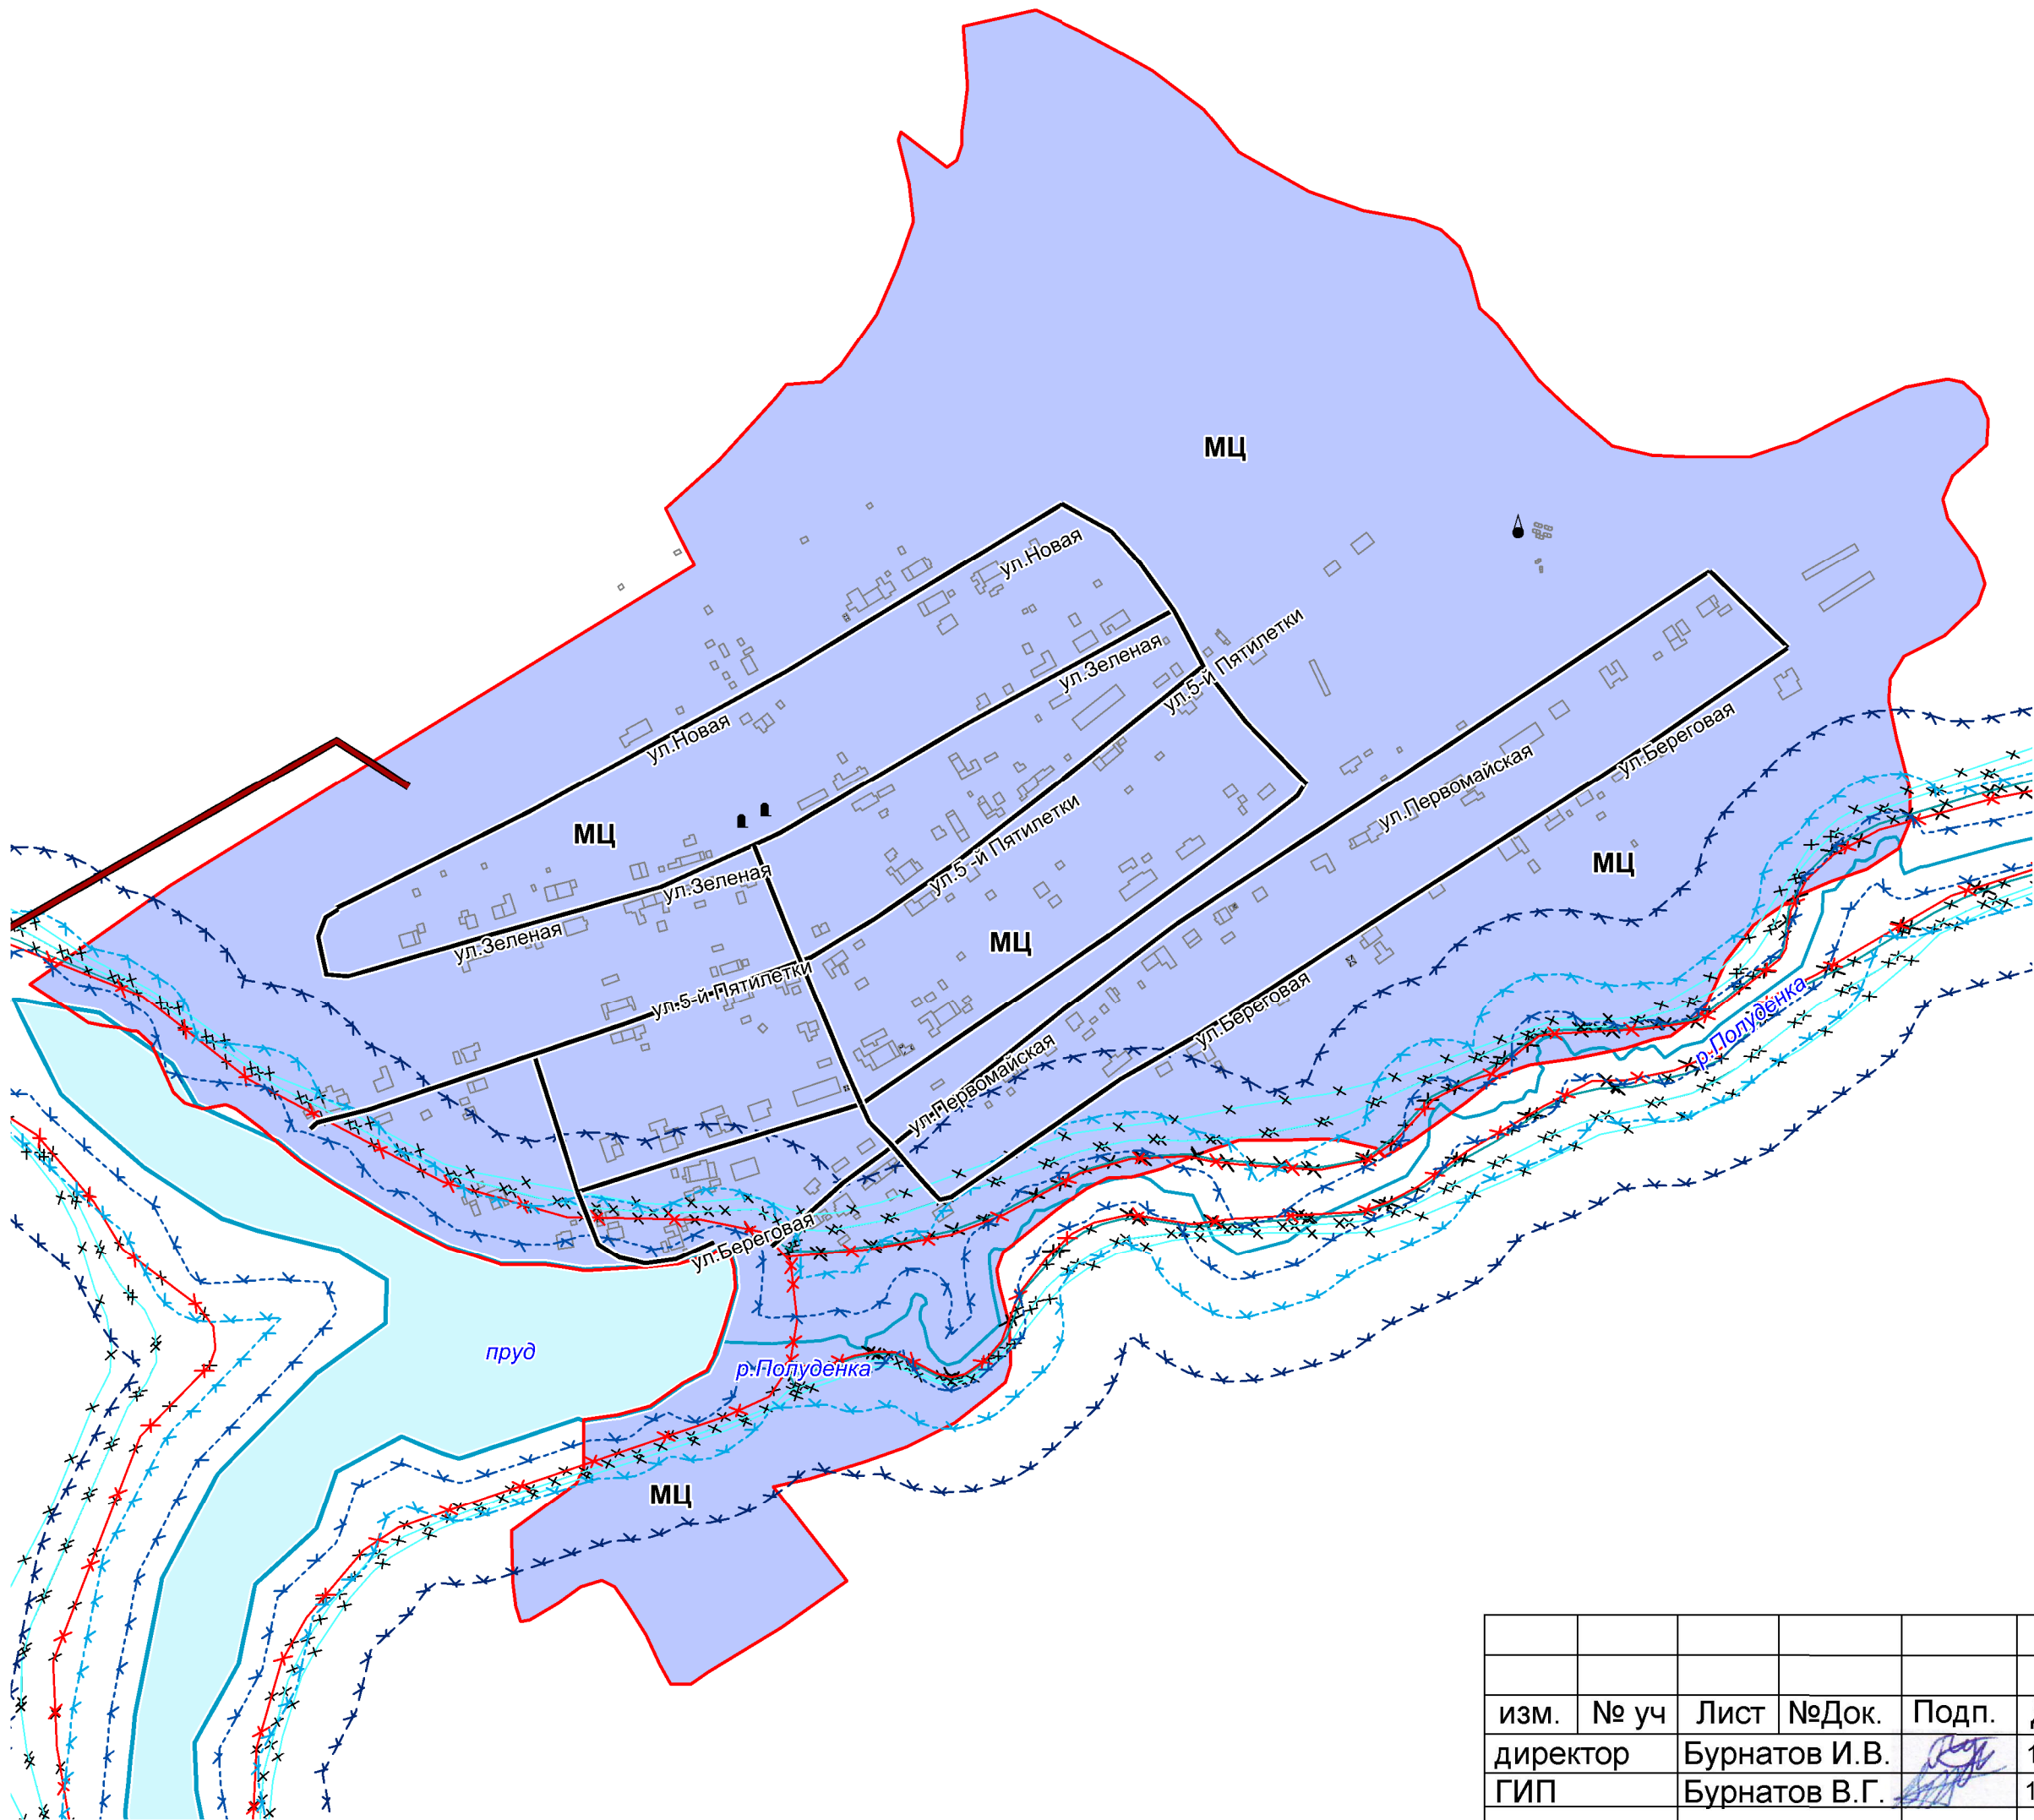 МЦ
ул.Новая
ул.5-й Пятилетки
ул.Зеленая
ул.Новая
ул.Береговая
ул.Первомайская
МЦ
ул.5-й Пятилетки
МЦ
ул.Зеленая
ул.Зеленая
МЦ
ул.5-й Пятилетки
ул.Береговая
р.Полуденка
ул.Первомайская
ул.Береговая
пруд
р.Полуденка
МЦ
изм. № уч Лист №Док. Подп.
директор Бурнатов И.В.
ГИП Бурнатов В.Г.